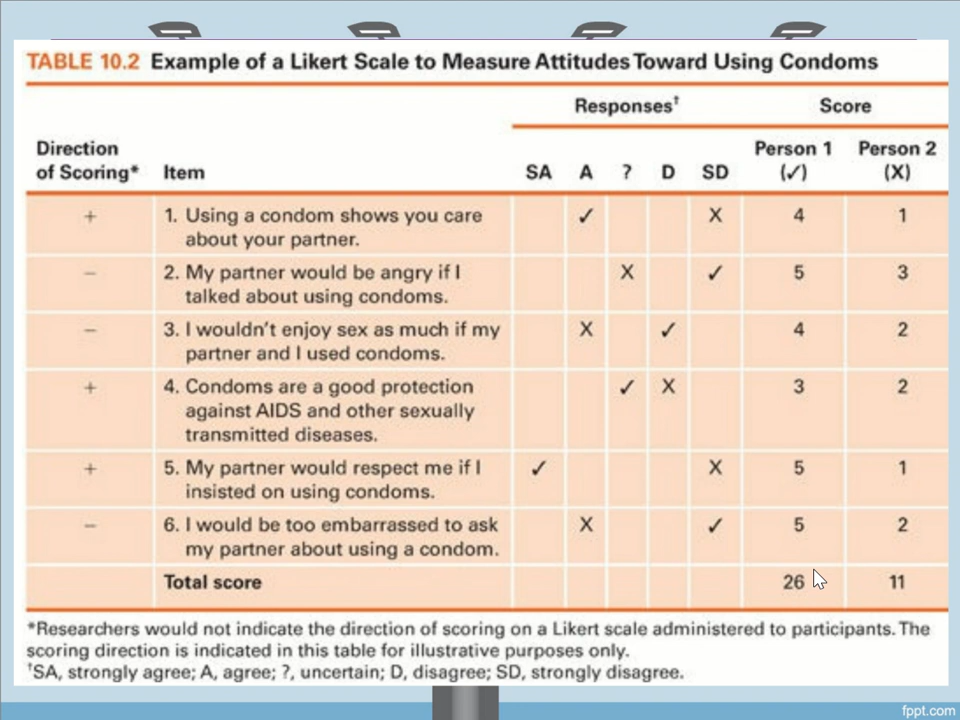 TABLE 10.2 Example of a Likert Scale to Measure Attitudes Toward Using Condoms
Responses† Score
Direction of Scoring* Item SA A ? D SD Person 1 (✓) Person 2 (X)
+ 1. Using a condom shows you care ✓ X 4 1
about your partner.
− 2. My partner would be angry if I X ✓ 5 3
talked about using condoms.
− 3. I wouldn't enjoy sex as much if my X ✓ 4 2
partner and I used condoms.
+ 4. Condoms are a good protection ✓ X 3 2
against AIDS and other sexually
transmitted diseases.
+ 5. My partner would respect me if I ✓ X 5 1
insisted on using condoms.
− 6. I would be too embarrassed to ask X ✓ 5 2
my partner about using a condom.
Total score 26 11
*Researchers would not indicate the direction of scoring on a Likert scale administered to participants. The
scoring direction is indicated in this table for illustrative purposes only.
†SA, strongly agree; A, agree; ?, uncertain; D, disagree; SD, strongly disagree.
fppt.com